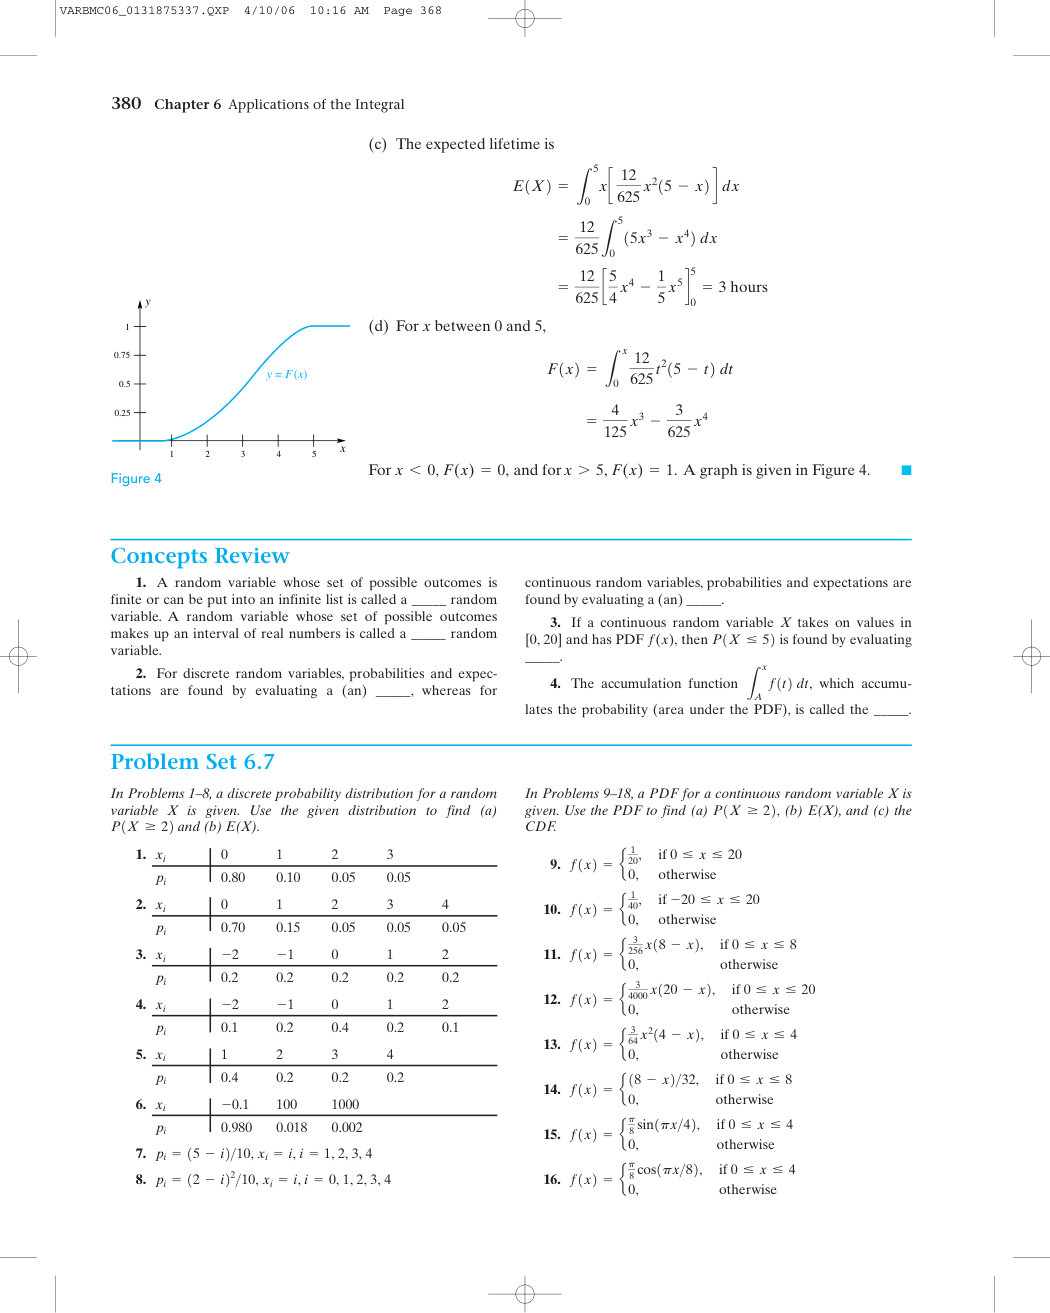 VARBMC06_0131875337.QXP 4/10/06 10:16 AM Page 368
380 Chapter 6 Applications of the Integral
(c) The expected lifetime is
E(X) = ∫₀⁵ x[12/625 x²(5 − x)] dx
= 12/625 ∫₀⁵ (5x³ − x⁴) dx
= 12/625 [5/4 x⁴ − 1/5 x⁵]₀⁵ = 3 hours
(d) For x between 0 and 5,
F(x) = ∫₀ˣ 12/625 t²(5 − t) dt
= 4/125 x³ − 3/625 x⁴
For x < 0, F(x) = 0, and for x > 5, F(x) = 1. A graph is given in Figure 4.
y
1
0.75
0.5
0.25
y = F(x)
1 2 3 4 5 x
Figure 4
Concepts Review
1. A random variable whose set of possible outcomes is
finite or can be put into an infinite list is called a _____ random
variable. A random variable whose set of possible outcomes
makes up an interval of real numbers is called a _____ random
variable.
2. For discrete random variables, probabilities and expec-
tations are found by evaluating a (an) _____, whereas for
continuous random variables, probabilities and expectations are
found by evaluating a (an) _____.
3. If a continuous random variable X takes on values in
[0, 20] and has PDF f(x), then P(X ≤ 5) is found by evaluating
_____.
4. The accumulation function ∫_A^x f(t) dt, which accumu-
lates the probability (area under the PDF), is called the _____.
Problem Set 6.7
In Problems 1–8, a discrete probability distribution for a random
variable X is given. Use the given distribution to find (a)
P(X ≥ 2) and (b) E(X).
1. xᵢ 0 1 2 3
pᵢ 0.80 0.10 0.05 0.05
2. xᵢ 0 1 2 3 4
pᵢ 0.70 0.15 0.05 0.05 0.05
3. xᵢ −2 −1 0 1 2
pᵢ 0.2 0.2 0.2 0.2 0.2
4. xᵢ −2 −1 0 1 2
pᵢ 0.1 0.2 0.4 0.2 0.1
5. xᵢ 1 2 3 4
pᵢ 0.4 0.2 0.2 0.2
6. xᵢ −0.1 100 1000
pᵢ 0.980 0.018 0.002
7. pᵢ = (5 − i)/10, xᵢ = i, i = 1, 2, 3, 4
8. pᵢ = (2 − i)²/10, xᵢ = i, i = 0, 1, 2, 3, 4
In Problems 9–18, a PDF for a continuous random variable X is
given. Use the PDF to find (a) P(X ≥ 2), (b) E(X), and (c) the
CDF.
9. f(x) = { 1/20, if 0 ≤ x ≤ 20
0, otherwise
10. f(x) = { 1/40, if −20 ≤ x ≤ 20
0, otherwise
11. f(x) = { 3/256 x(8 − x), if 0 ≤ x ≤ 8
0, otherwise
12. f(x) = { 3/4000 x(20 − x), if 0 ≤ x ≤ 20
0, otherwise
13. f(x) = { 3/64 x²(4 − x), if 0 ≤ x ≤ 4
0, otherwise
14. f(x) = { (8 − x)/32, if 0 ≤ x ≤ 8
0, otherwise
15. f(x) = { π/8 sin(πx/4), if 0 ≤ x ≤ 4
0, otherwise
16. f(x) = { π/8 cos(πx/8), if 0 ≤ x ≤ 4
0, otherwise